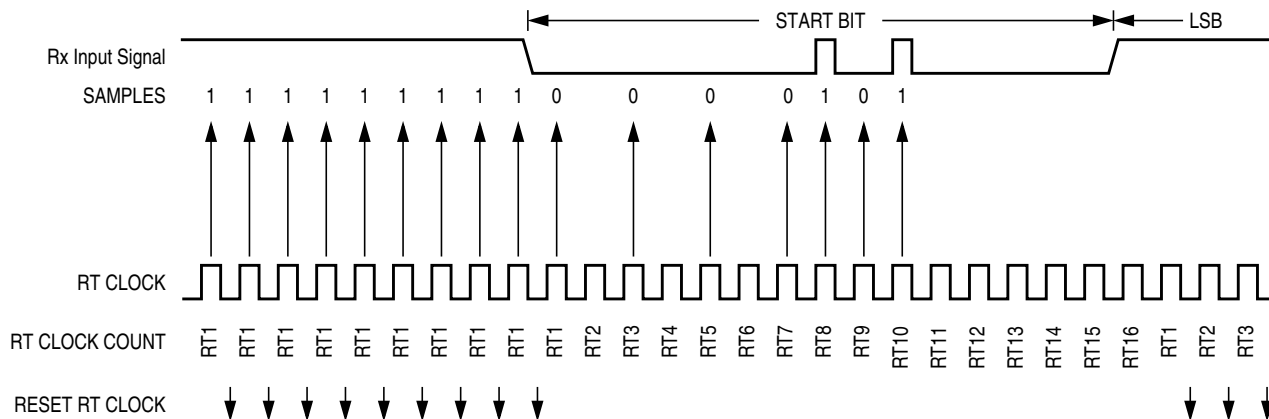 START BIT LSB
Rx Input Signal
SAMPLES 1 1 1 1 1 1 1 1 1 0 0 0 0 1 0 1
RT CLOCK
RT CLOCK COUNT RT1 RT1 RT1 RT1 RT1 RT1 RT1 RT1 RT1 RT1 RT2 RT3 RT4 RT5 RT6 RT7 RT8 RT9 RT10 RT11 RT12 RT13 RT14 RT15 RT16 RT1 RT2 RT3
RESET RT CLOCK